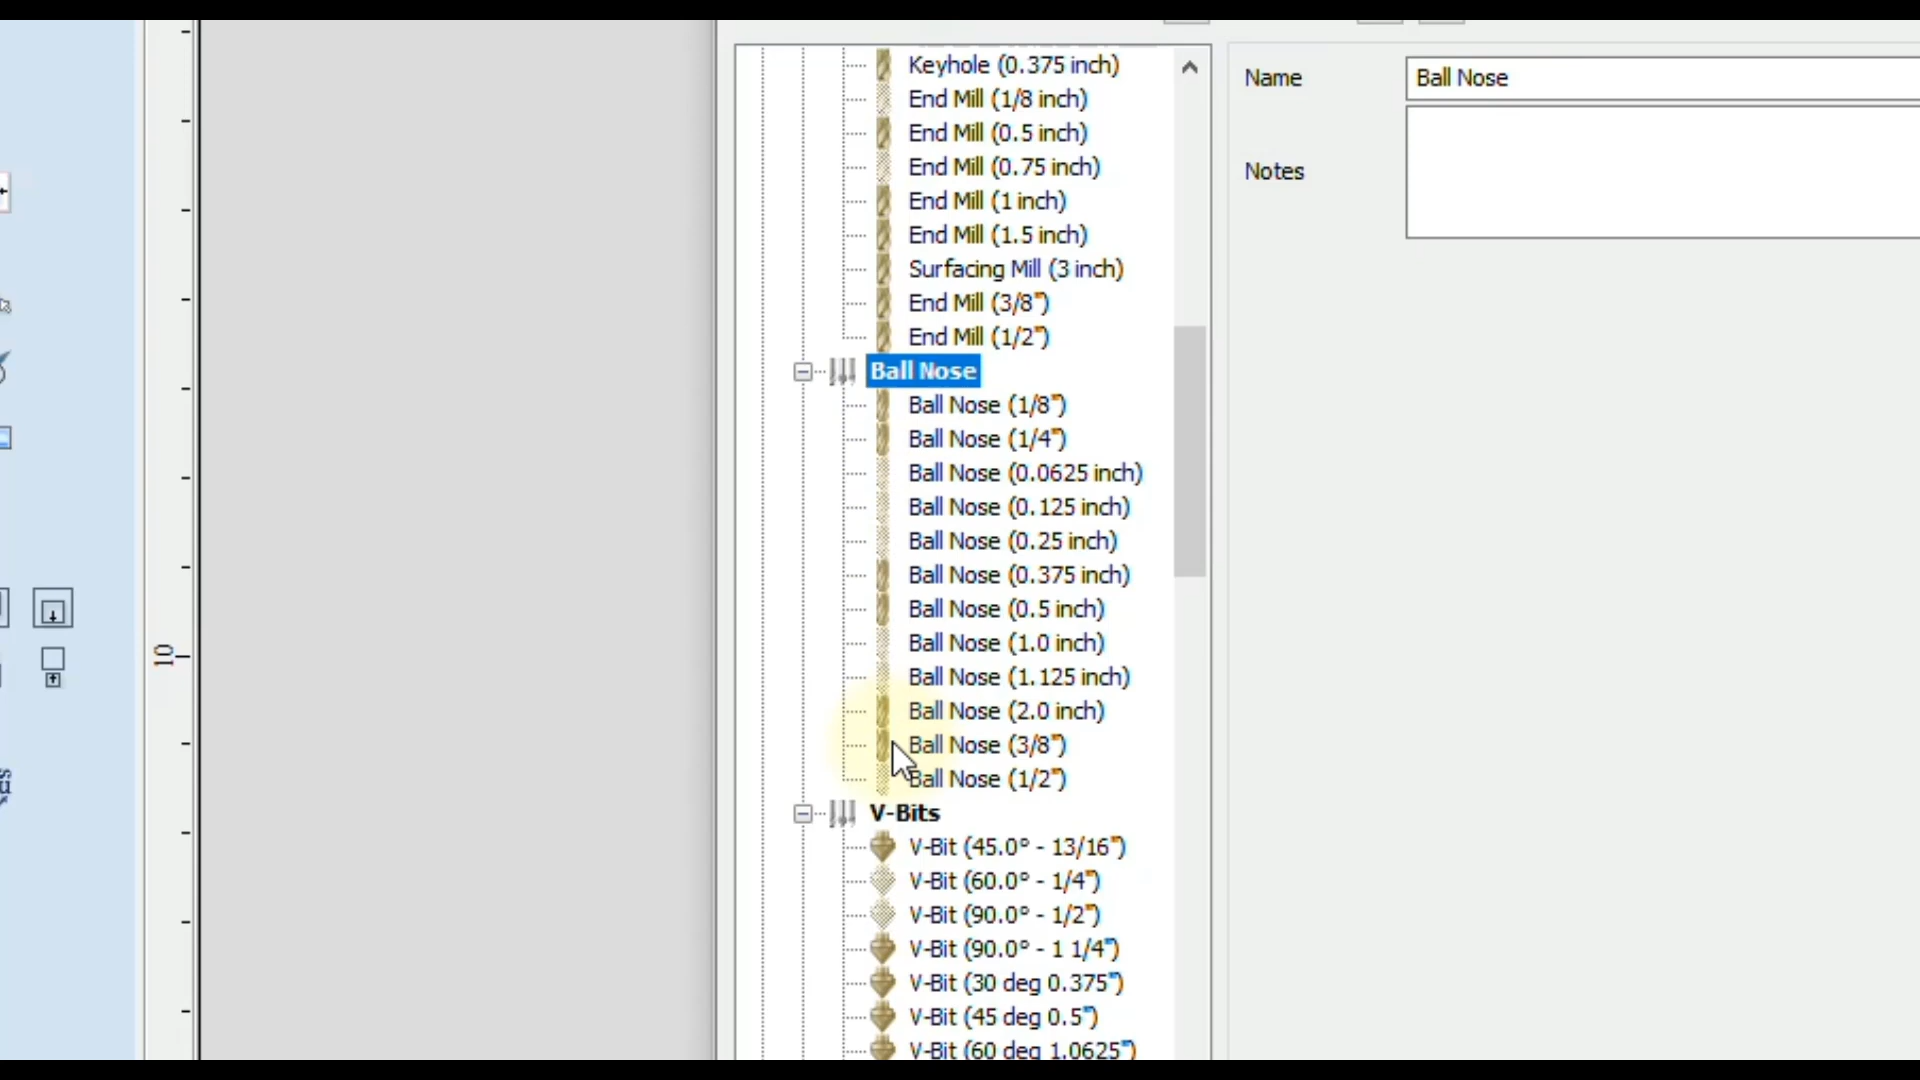 Keyhole (0.375 inch)
End Mill (1/8 inch)
End Mill (0.5 inch)
End Mill (0.75 inch)
End Mill (1 inch)
End Mill (1.5 inch)
Surfacing Mill (3 inch)
End Mill (3/8")
End Mill (1/2")
Ball Nose
Ball Nose (1/8")
Ball Nose (1/4")
Ball Nose (0.0625 inch)
Ball Nose (0.125 inch)
Ball Nose (0.25 inch)
Ball Nose (0.375 inch)
Ball Nose (0.5 inch)
Ball Nose (1.0 inch)
Ball Nose (1.125 inch)
Ball Nose (2.0 inch)
Ball Nose (3/8")
Ball Nose (1/2")
V-Bits
V-Bit (45.0° - 13/16")
V-Bit (60.0° - 1/4")
V-Bit (90.0° - 1/2")
V-Bit (90.0° - 1 1/4")
V-Bit (30 deg 0.375")
V-Bit (45 deg 0.5")
V-Bit (60 deg 1.0625")
Name
Ball Nose
Notes
10